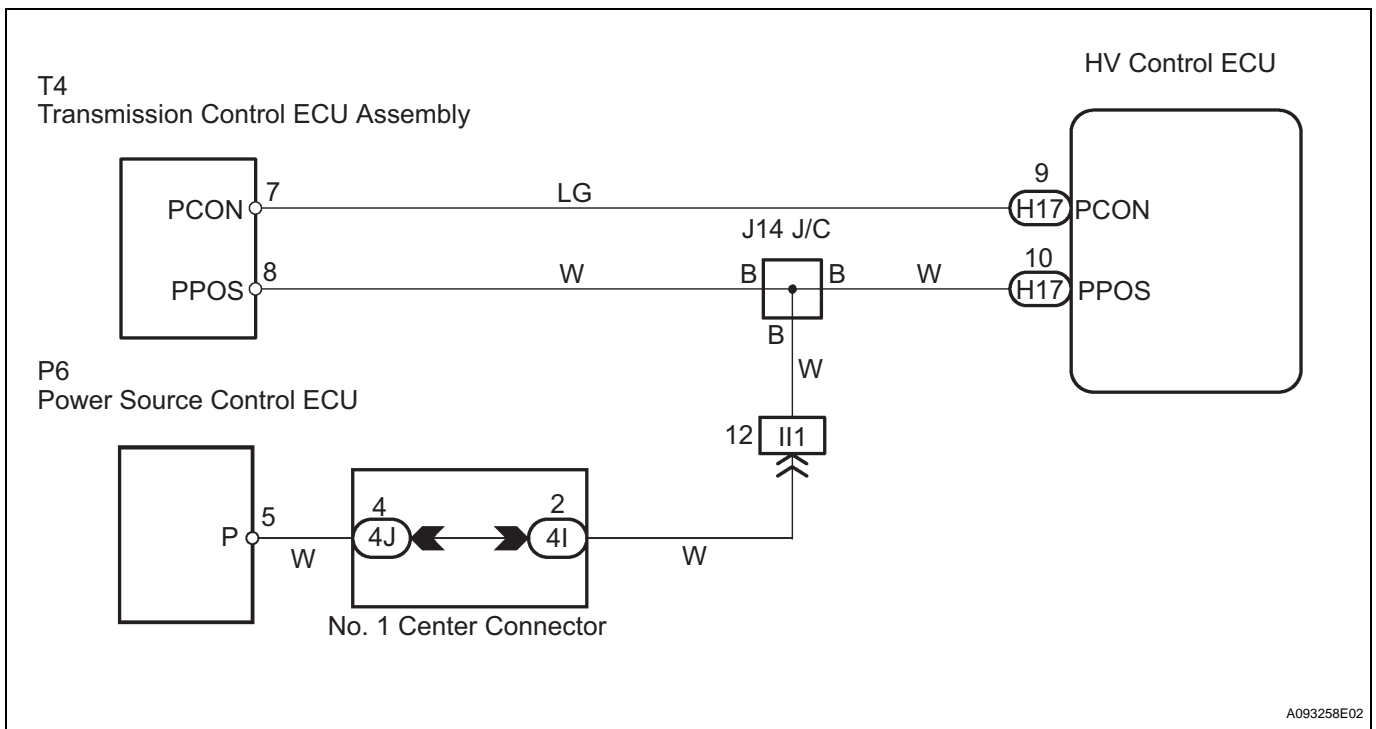 HV Control ECU
T4
Transmission Control ECU Assembly
PCON
7
LG
9
H17
PCON
J14 J/C
PPOS
8
W
B
B
W
10
H17
PPOS
B
W
P6
Power Source Control ECU
12
II1
P
5
W
4
4J
2
4I
W
No. 1 Center Connector
A093258E02